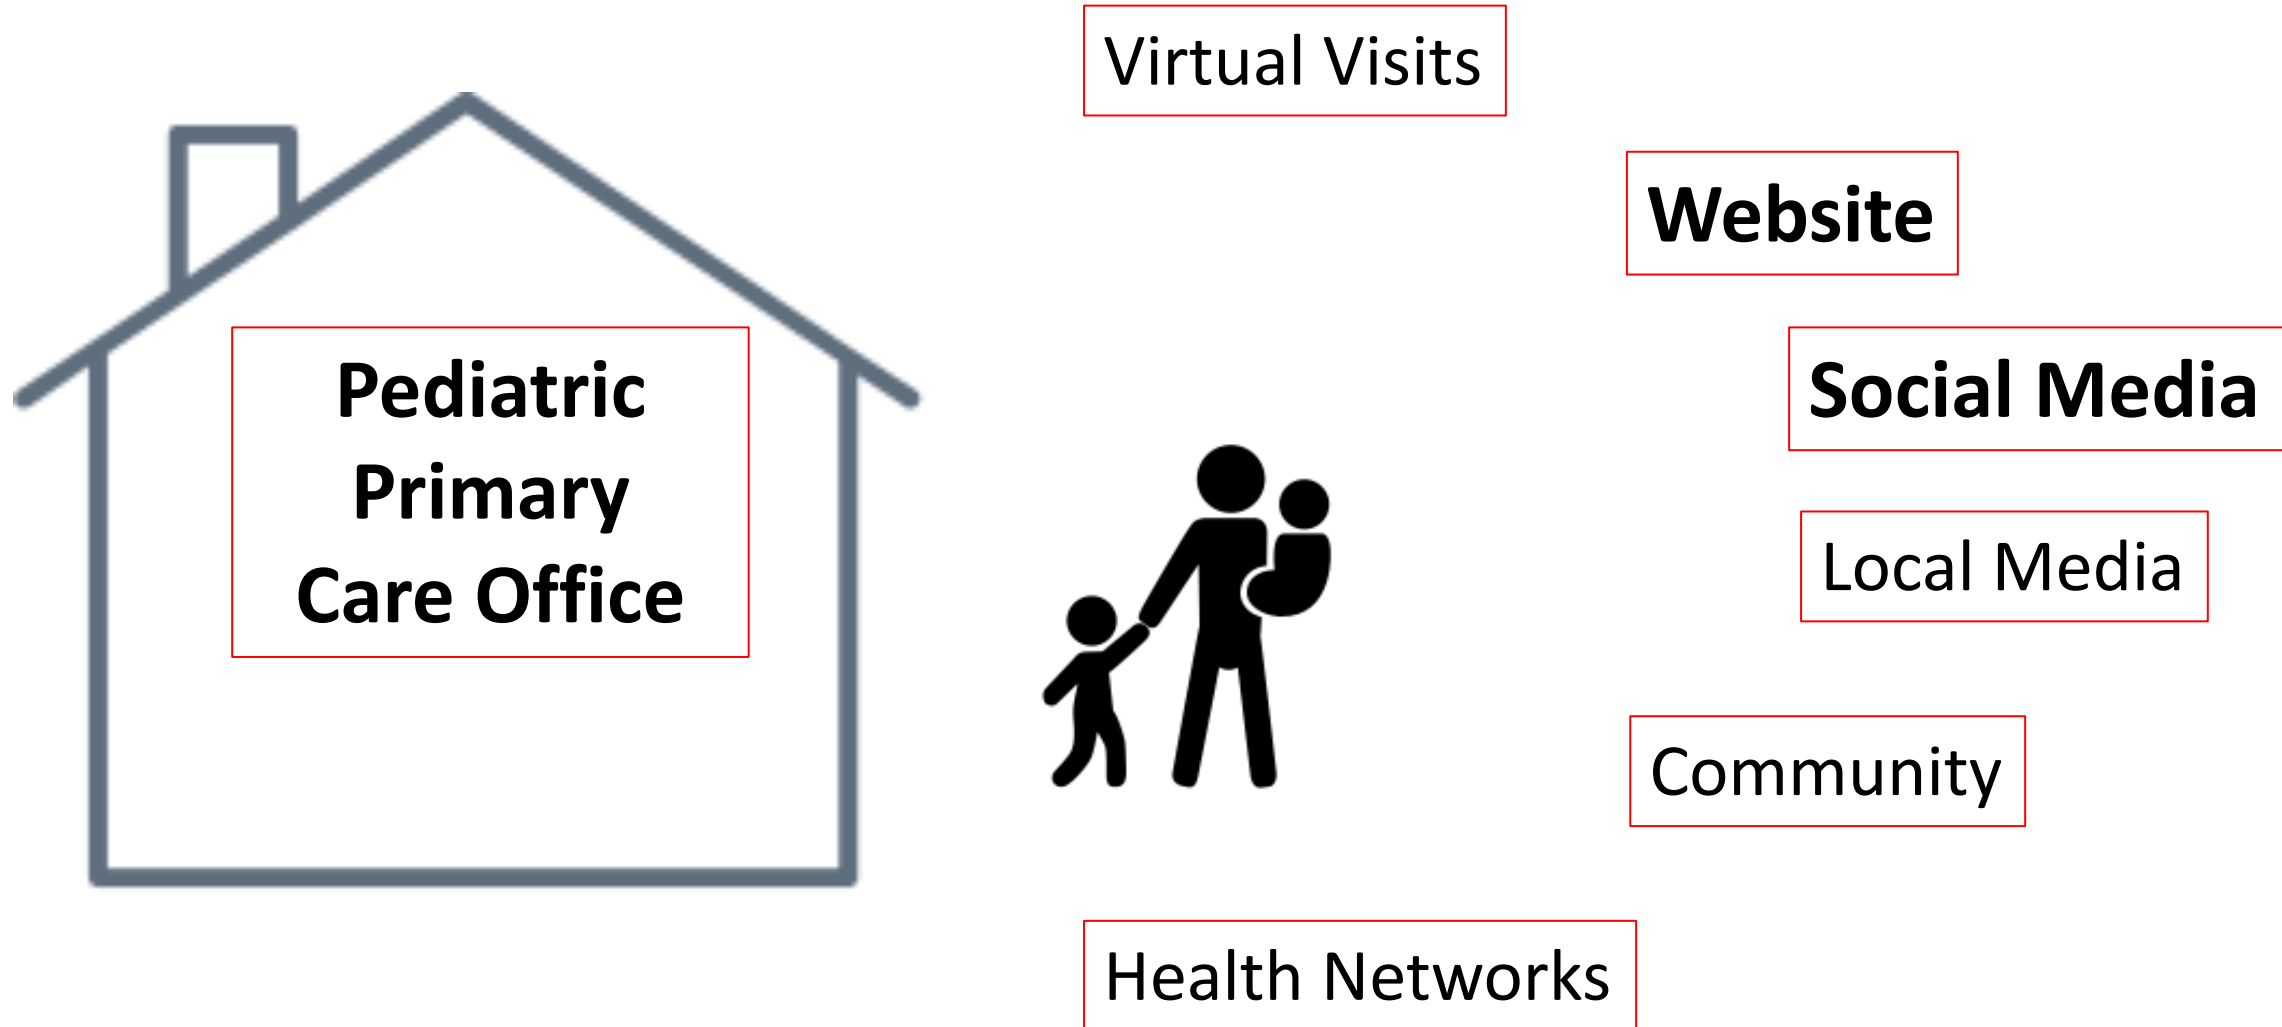 Virtual Visits
Website
Pediatric
Primary
Care Office
Social Media
Local Media
Community
Health Networks